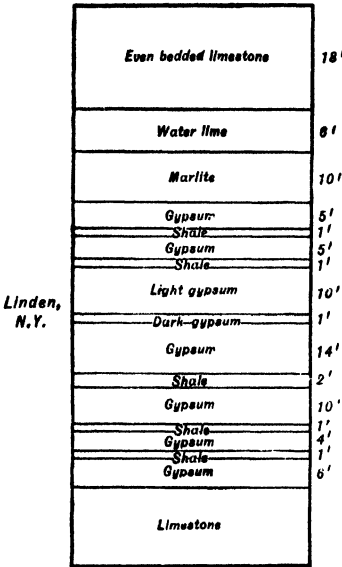 Even bedded limestone 18'
Water lime 8'
Marlite 10'
Gypsum 5'
Shale 1'
Gypsum 5'
Shale 1'
Light gypsum 10'
Linden,
N.Y.
Dark gypsum 1'
Gypsum 14'
Shale 2'
Gypsum 10'
Shale 1'
Gypsum 4'
Shale 1'
Gypsum 6'
Limestone